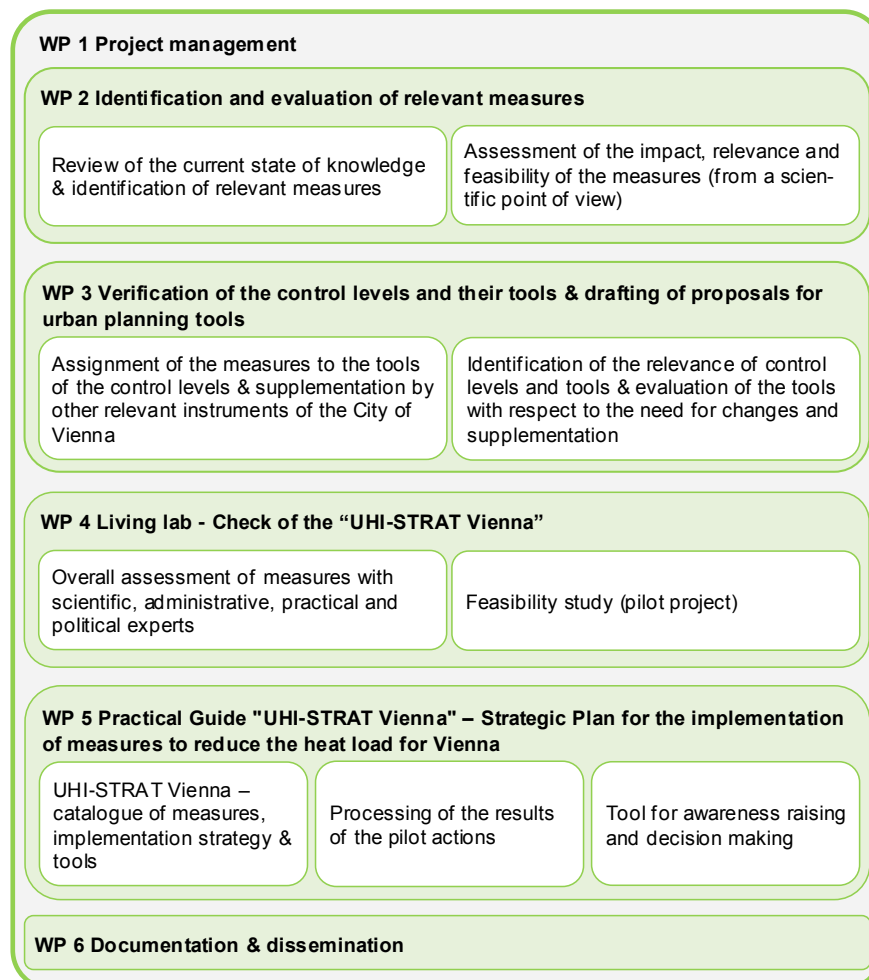 WP 1 Project management
WP 2 Identification and evaluation of relevant measures
Review of the current state of knowledge
& identification of relevant measures
Assessment of the impact, relevance and
feasibility of the measures (from a scien-
tific point of view)
WP 3 Verification of the control levels and their tools & drafting of proposals for
urban planning tools
Assignment of the measures to the tools
of the control levels & supplementation by
other relevant instruments of the City of
Vienna
Identification of the relevance of control
levels and tools & evaluation of the tools
with respect to the need for changes and
supplementation
WP 4 Living lab - Check of the “UHI-STRAT Vienna”
Overall assessment of measures with
scientific, administrative, practical and
political experts
Feasibility study (pilot project)
WP 5 Practical Guide "UHI-STRAT Vienna" – Strategic Plan for the implementation
of measures to reduce the heat load for Vienna
UHI-STRAT Vienna –
catalogue of measures,
implementation strategy &
tools
Processing of the results
of the pilot actions
Tool for awareness raising
and decision making
WP 6 Documentation & dissemination